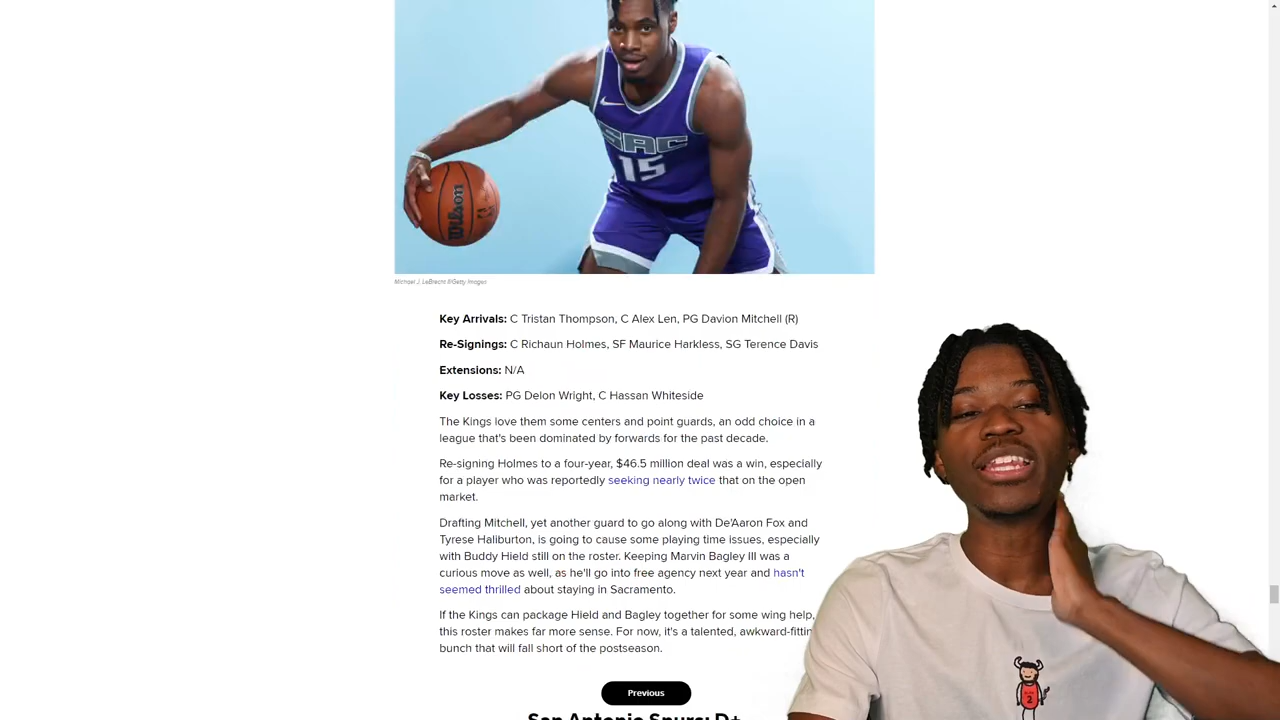 SAC
15
Wilson
Michael J. LeBrecht II/Getty Images
Key Arrivals: C Tristan Thompson, C Alex Len, PG Davion Mitchell (R)
Re-Signings: C Richaun Holmes, SF Maurice Harkless, SG Terence Davis
Extensions: N/A
Key Losses: PG Delon Wright, C Hassan Whiteside
The Kings love them some centers and point guards, an odd choice in a
league that's been dominated by forwards for the past decade.
Re-signing Holmes to a four-year, $46.5 million deal was a win, especially
for a player who was reportedly seeking nearly twice that on the open
market.
Drafting Mitchell, yet another guard to go along with De'Aaron Fox and
Tyrese Haliburton, is going to cause some playing time issues, especially
with Buddy Hield still on the roster. Keeping Marvin Bagley III was a
curious move as well, as he'll go into free agency next year and hasn't
seemed thrilled about staying in Sacramento.
If the Kings can package Hield and Bagley together for some wing help,
this roster makes far more sense. For now, it's a talented, awkward-fittin
bunch that will fall short of the postseason.
Previous
San Antonio Spurs: D+
2